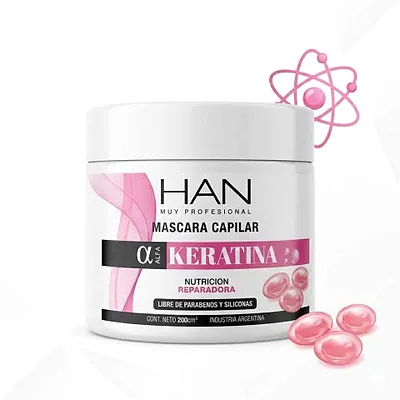 HAN
MUY PROFESIONAL
MASCARA CAPILAR
α ALFA KERATINA
NUTRICION
REPARADORA
LIBRE DE PARABENOS Y SILICONAS
CONT. NETO 200cm³ INDUSTRIA ARGENTINA